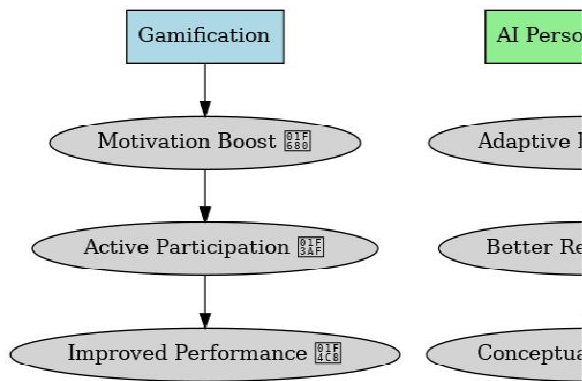 Gamification
AI Perso
Motivation Boost 🚀
Adaptive
Active Participation 🎯
Better Re
Improved Performance 📈
Conceptua